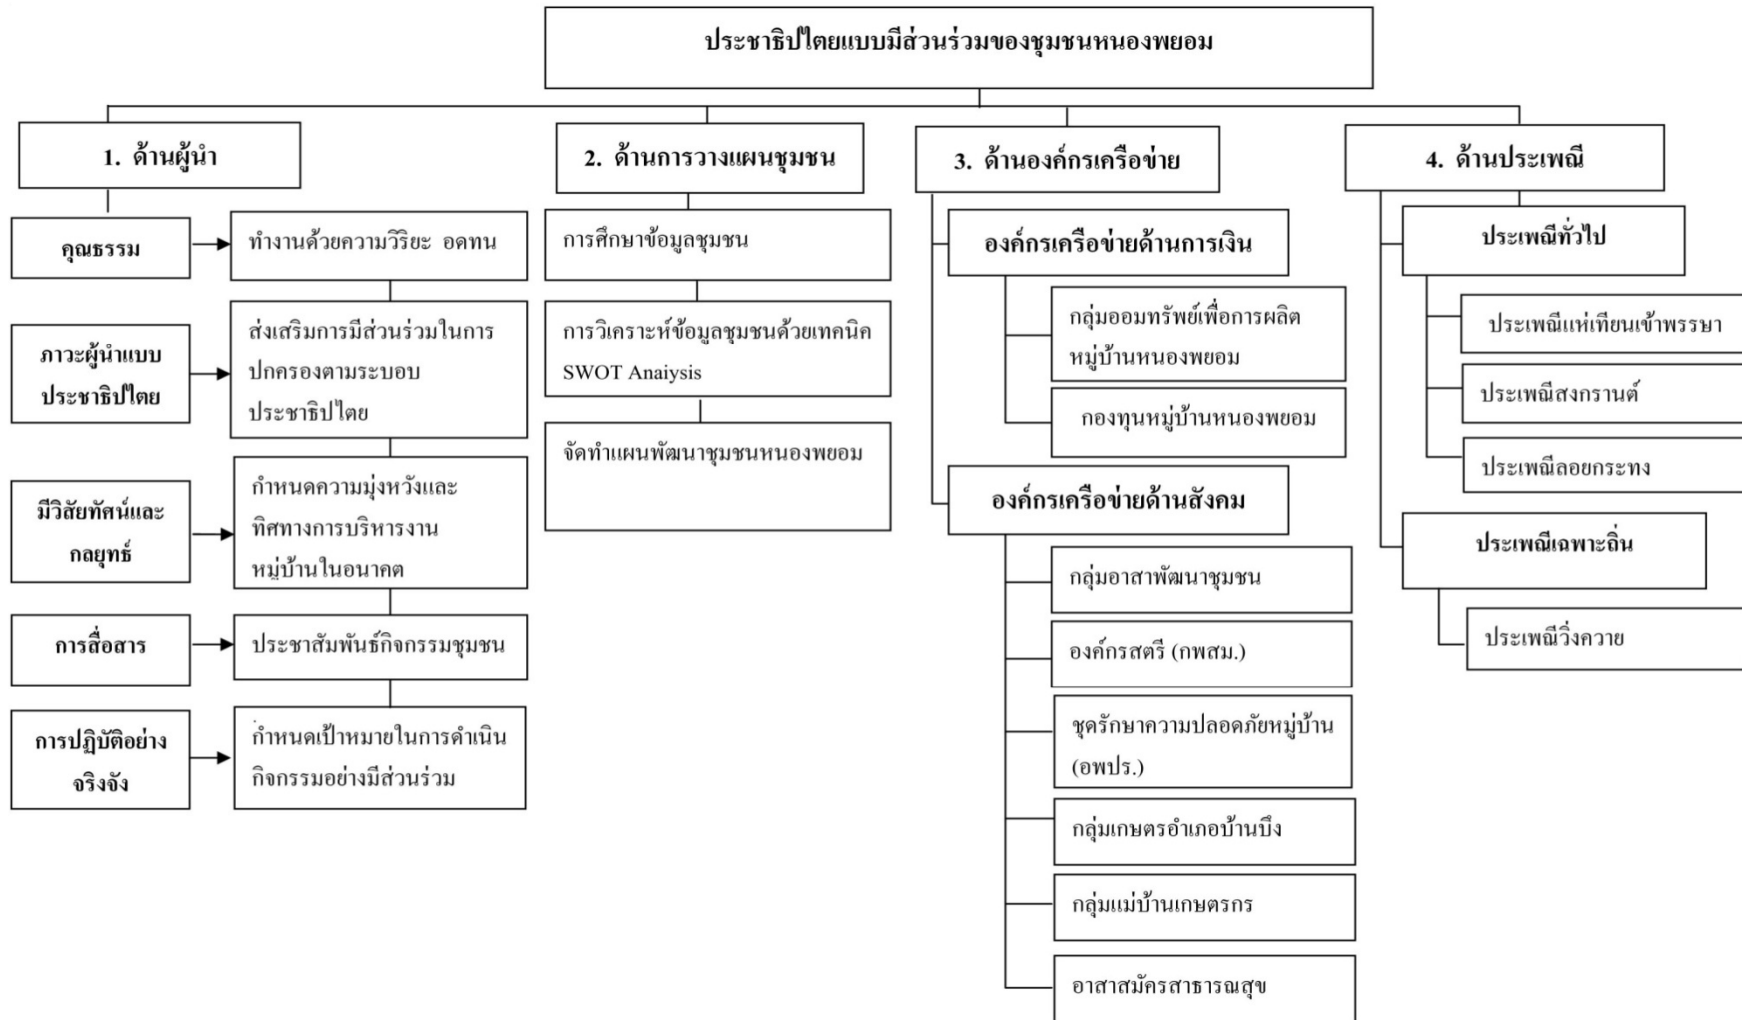 ประชาธิปไตยแบบมีส่วนร่วมของชุมชนหนองพยอม
1. ด้านผู้นำ
คุณธรรม
ทำงานด้วยความวิริยะ อดทน
ภาวะผู้นำแบบ
ประชาธิปไตย
ส่งเสริมการมีส่วนร่วมในการ
ปกครองตามระบอบ
ประชาธิปไตย
มีวิสัยทัศน์และ
กลยุทธ์
กำหนดความมุ่งหวังและ
ทิศทางการบริหารงาน
หมู่บ้านในอนาคต
การสื่อสาร
ประชาสัมพันธ์กิจกรรมชุมชน
การปฏิบัติอย่าง
จริงจัง
กำหนดเป้าหมายในการดำเนิน
กิจกรรมอย่างมีส่วนร่วม
2. ด้านการวางแผนชุมชน
การศึกษาข้อมูลชุมชน
การวิเคราะห์ข้อมูลชุมชนด้วยเทคนิค
SWOT Anaiysis
จัดทำแผนพัฒนาชุมชนหนองพยอม
3. ด้านองค์กรเครือข่าย
องค์กรเครือข่ายด้านการเงิน
กลุ่มออมทรัพย์เพื่อการผลิต
หมู่บ้านหนองพยอม
กองทุนหมู่บ้านหนองพยอม
องค์กรเครือข่ายด้านสังคม
กลุ่มอาสาพัฒนาชุมชน
องค์กรสตรี (กพสม.)
ชุดรักษาความปลอดภัยหมู่บ้าน
(อพปร.)
กลุ่มเกษตรอำเภอบ้านบึง
กลุ่มแม่บ้านเกษตรกร
อาสาสมัครสาธารณสุข
4. ด้านประเพณี
ประเพณีทั่วไป
ประเพณีแห่เทียนเข้าพรรษา
ประเพณีสงกรานต์
ประเพณีลอยกระทง
ประเพณีเฉพาะถิ่น
ประเพณีวิ่งควาย